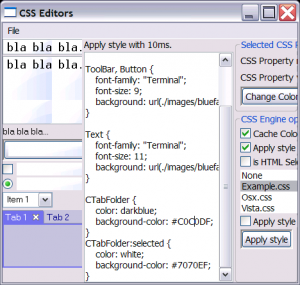 CSS Editors
File
bla bla bla.
bla bla bla.
bla bla bla...
Item 1
Tab 1
Tab 2
Apply style with 10ms.
ToolBar, Button {
font-family: "Terminal";
font-size: 9;
background: url(./images/bluefa
}
Text {
font-family: "Terminal";
font-size: 11;
background: url(./images/bluefa
}
CTabFolder {
color: darkblue;
background-color: #C0C0DF;
}
CTabFolder:selected {
color: white;
background-color: #7070EF;
}
Selected CSS
CSS Property
CSS Property
Change Color
CSS Engine op
Cache Color
Apply style
is HTML Sele
None
Example.css
Osx.css
Vista.css
Apply style
Apply style